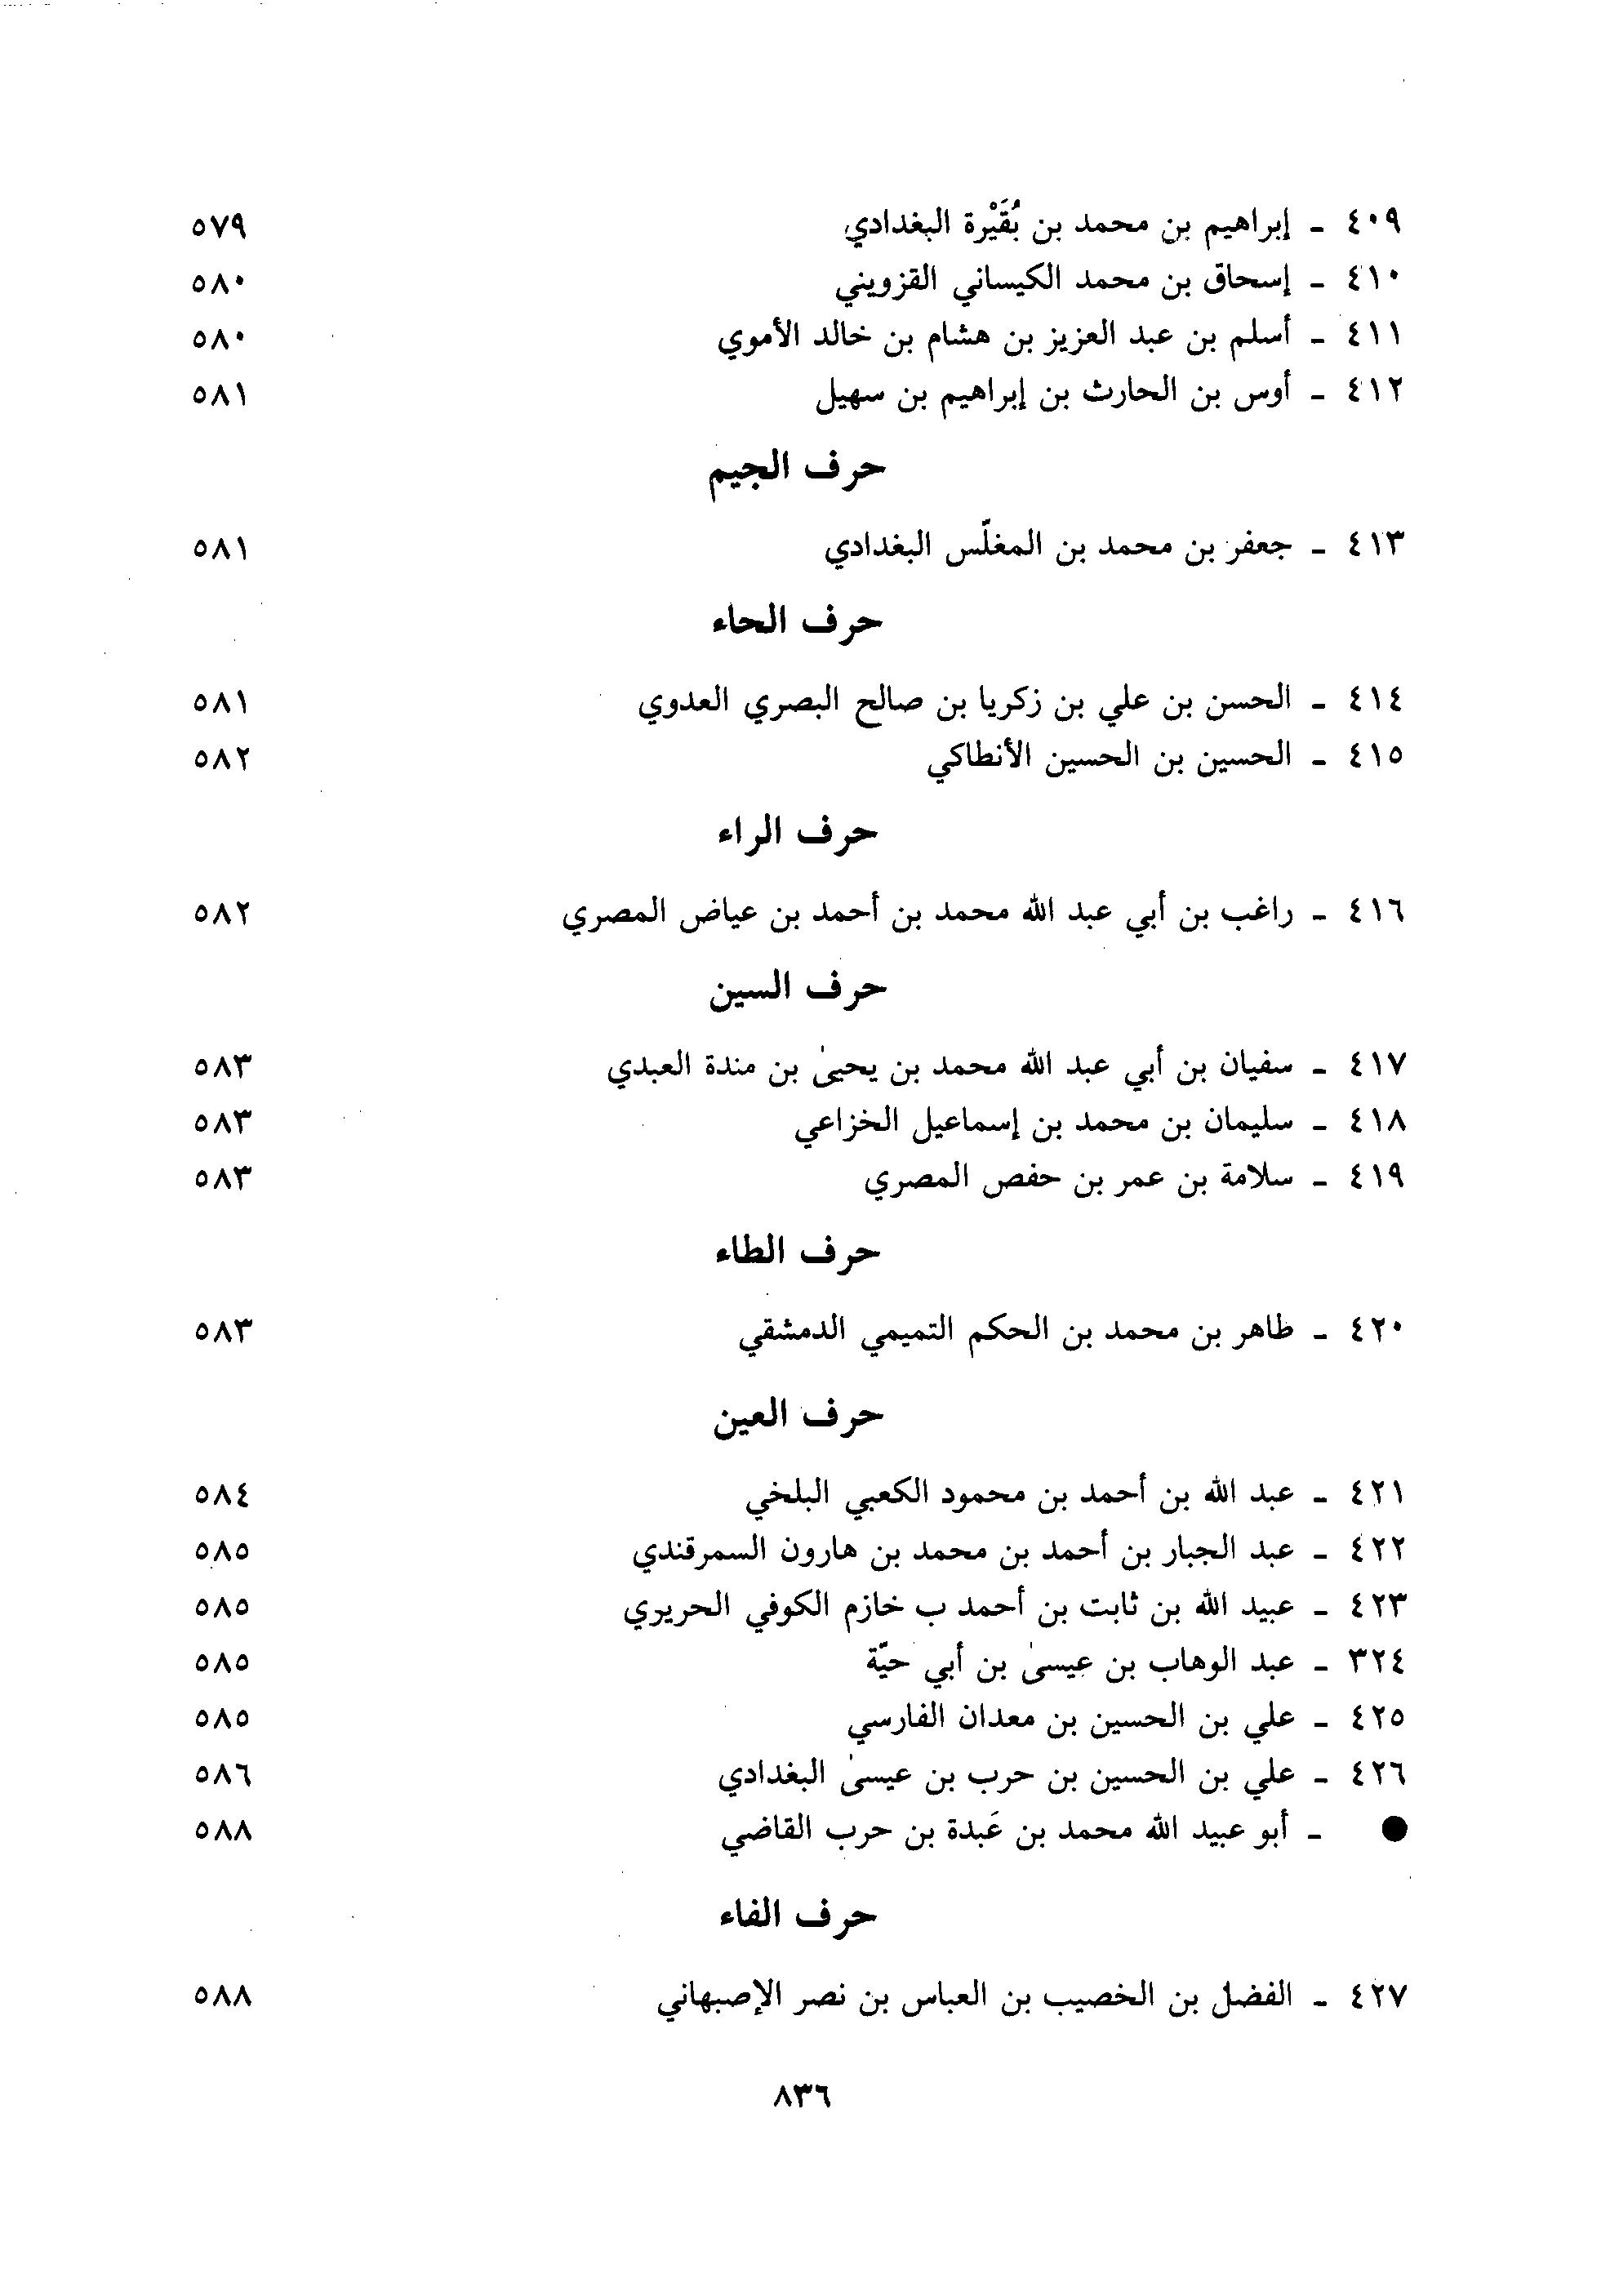 ٤٠٩ - إبراهيم بن محمد بن بُقَيْرة البغدادي ٥٧٩
٤١٠ - إسحاق بن محمد الكيساني القزويني ٥٨٠
٤١١ - أسلم بن عبد العزيز بن هشام بن خالد الأموي ٥٨٠
٤١٢ - أوس بن الحارث بن إبراهيم بن سهيل ٥٨١
حرف الجيم
٤١٣ - جعفر بن محمد بن المغلّس البغدادي ٥٨١
حرف الحاء
٤١٤ - الحسن بن علي بن زكريا بن صالح البصري العدوي ٥٨١
٤١٥ - الحسين بن الحسين الأنطاكي ٥٨٢
حرف الراء
٤١٦ - راغب بن أبي عبد الله محمد بن أحمد بن عياض المصري ٥٨٢
حرف السين
٤١٧ - سفيان بن أبي عبد الله محمد بن يحيىٰ بن مندة العبدي ٥٨٣
٤١٨ - سليمان بن محمد بن إسماعيل الخزاعي ٥٨٣
٤١٩ - سلامة بن عمر بن حفص المصري ٥٨٣
حرف الطاء
٤٢٠ - طاهر بن محمد بن الحكم التميمي الدمشقي ٥٨٣
حرف العين
٤٢١ - عبد الله بن أحمد بن محمود الكعبي البلخي ٥٨٤
٤٢٢ - عبد الجبار بن أحمد بن محمد بن هارون السمرقندي ٥٨٥
٤٢٣ - عبيد الله بن ثابت بن أحمد ب خازم الكوفي الحريري ٥٨٥
٣٢٤ - عبد الوهاب بن عيسىٰ بن أبي حيّة ٥٨٥
٤٢٥ - علي بن الحسين بن معدان الفارسي ٥٨٥
٤٢٦ - علي بن الحسين بن حرب بن عيسىٰ البغدادي ٥٨٦
● - أبو عبيد الله محمد بن عَبدة بن حرب القاضي ٥٨٨
حرف الفاء
٤٢٧ - الفضل بن الخصيب بن العباس بن نصر الإصبهاني ٥٨٨
٨٣٦